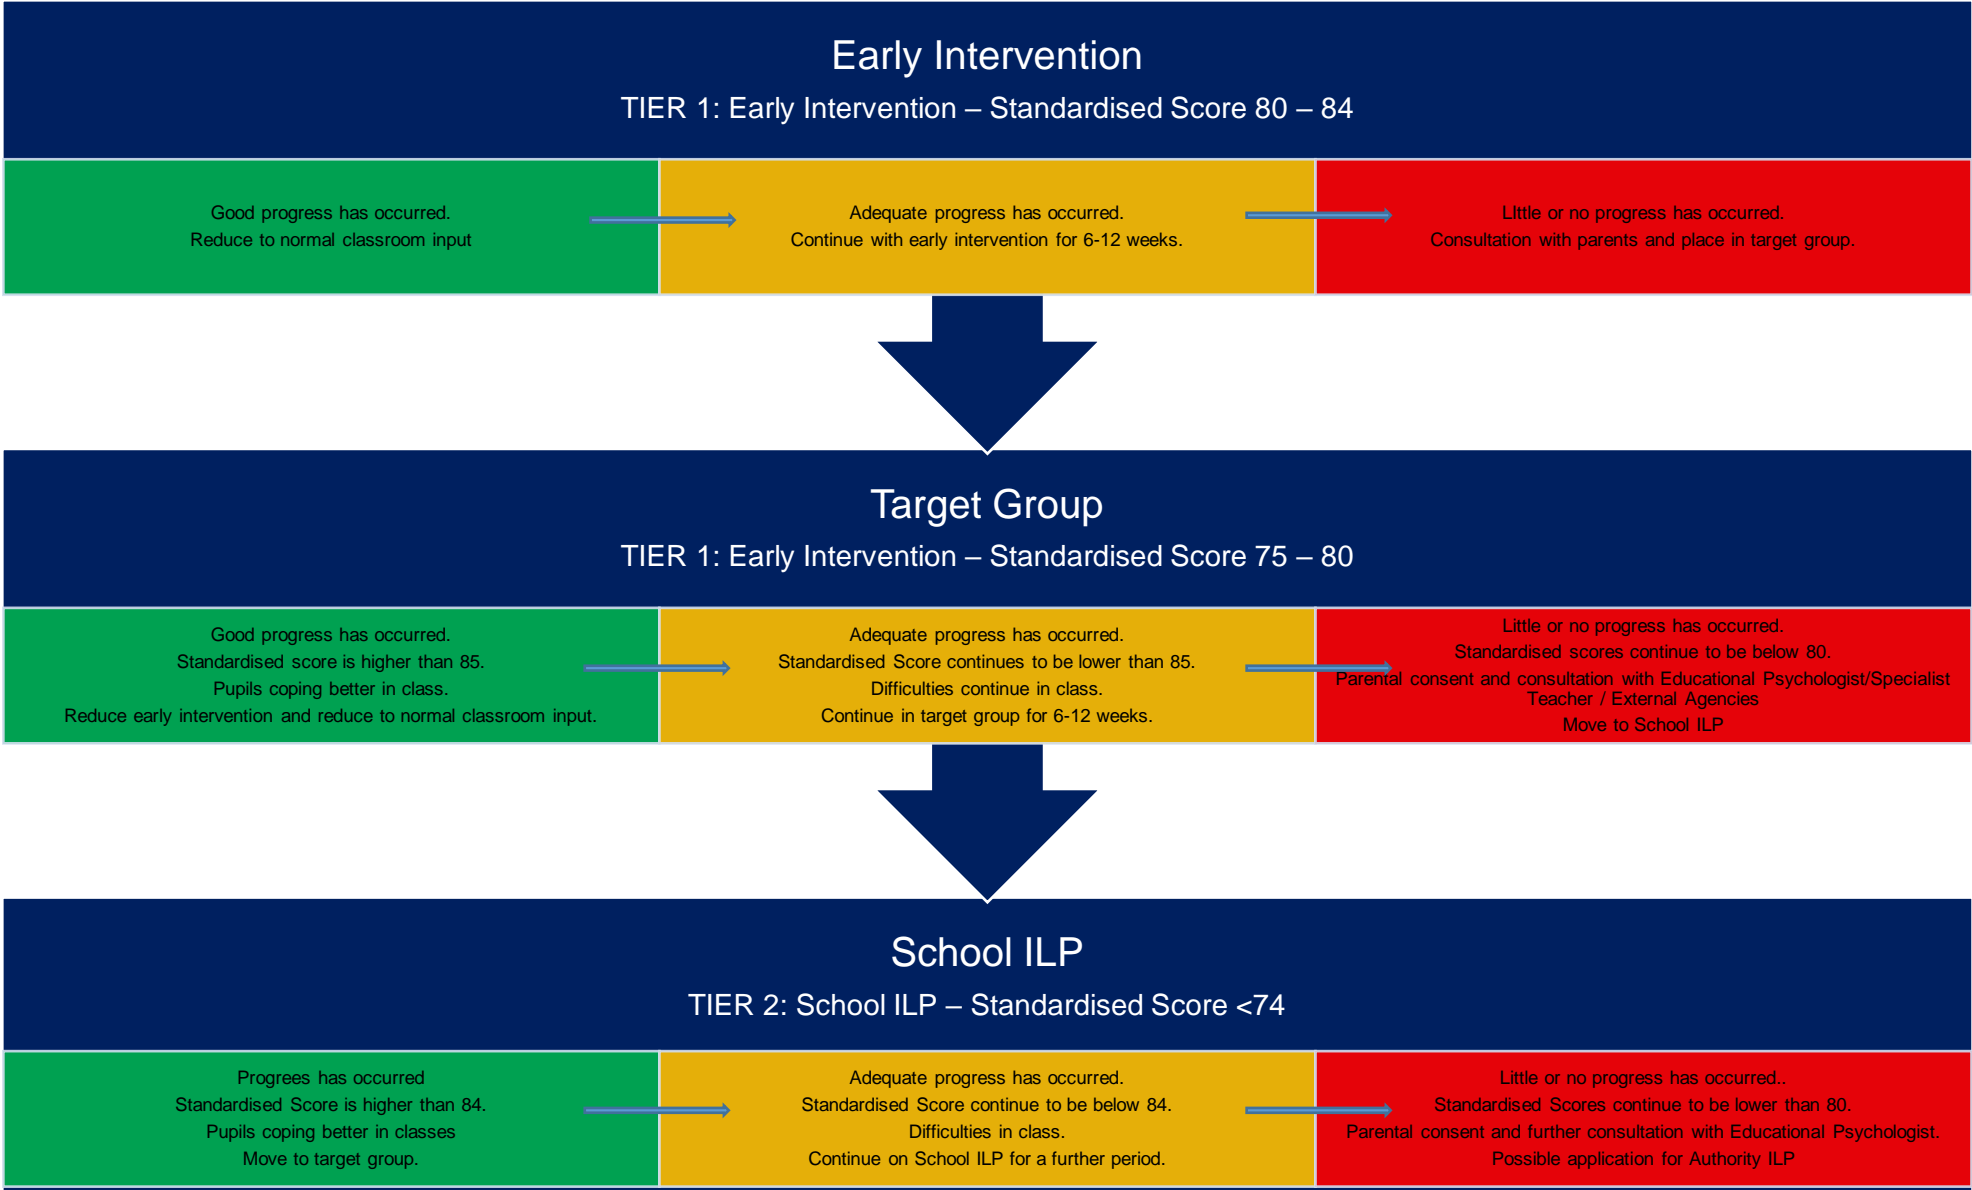 Early Intervention
TIER 1: Early Intervention – Standardised Score 80 – 84
Good progress has occurred.
Reduce to normal classroom input
Adequate progress has occurred.
Continue with early intervention for 6-12 weeks.
LIttle or no progress has occurred.
Consultation with parents and place in target group.
Target Group
TIER 1: Early Intervention – Standardised Score 75 – 80
Good progress has occurred.
Standardised score is higher than 85.
Pupils coping better in class.
Reduce early intervention and reduce to normal classroom input.
Adequate progress has occurred.
Standardised Score continues to be lower than 85.
Difficulties continue in class.
Continue in target group for 6-12 weeks.
Little or no progress has occurred.
Standardised scores continue to be below 80.
Parental consent and consultation with Educational Psychologist/Specialist
Teacher / External Agencies
Move to School ILP
School ILP
TIER 2: School ILP – Standardised Score <74
Progrees has occurred
Standardised Score is higher than 84.
Pupils coping better in classes
Move to target group.
Adequate progress has occurred.
Standardised Score continue to be below 84.
Difficulties in class.
Continue on School ILP for a further period.
Little or no progress has occurred..
Standardised Scores continue to be lower than 80.
Parental consent and further consultation with Educational Psychologist.
Possible application for Authority ILP